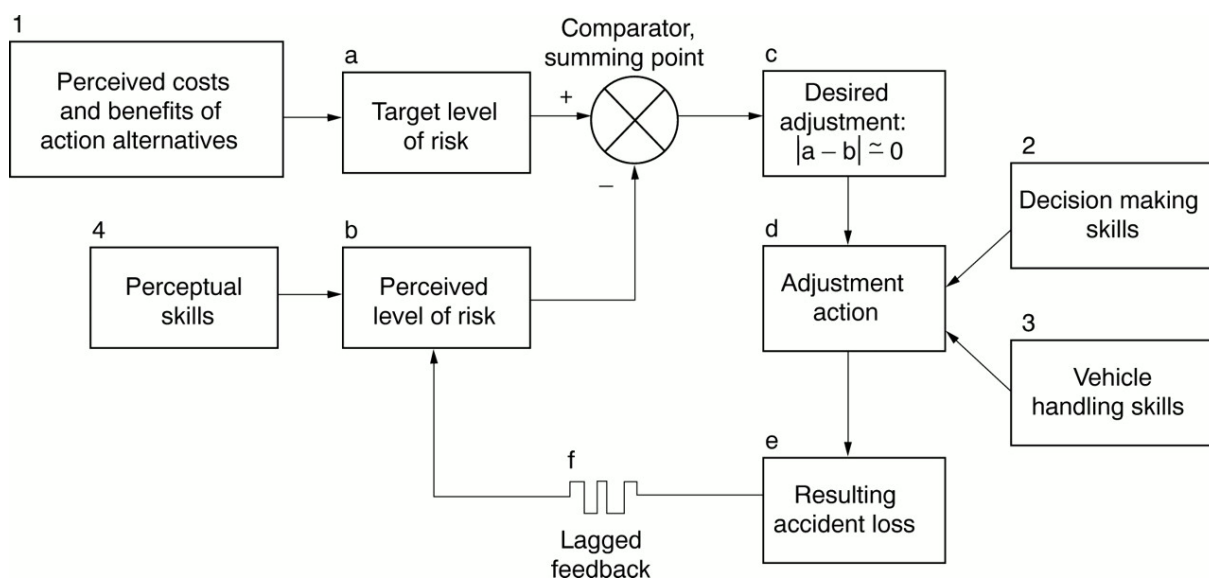 1
Perceived costs
and benefits of
action alternatives
a
Target level
of risk
+
Comparator,
summing point
−
c
Desired
adjustment:
|a − b| ≃ 0
2
Decision making
skills
4
Perceptual
skills
b
Perceived
level of risk
d
Adjustment
action
3
Vehicle
handling skills
e
Resulting
accident loss
f
Lagged
feedback